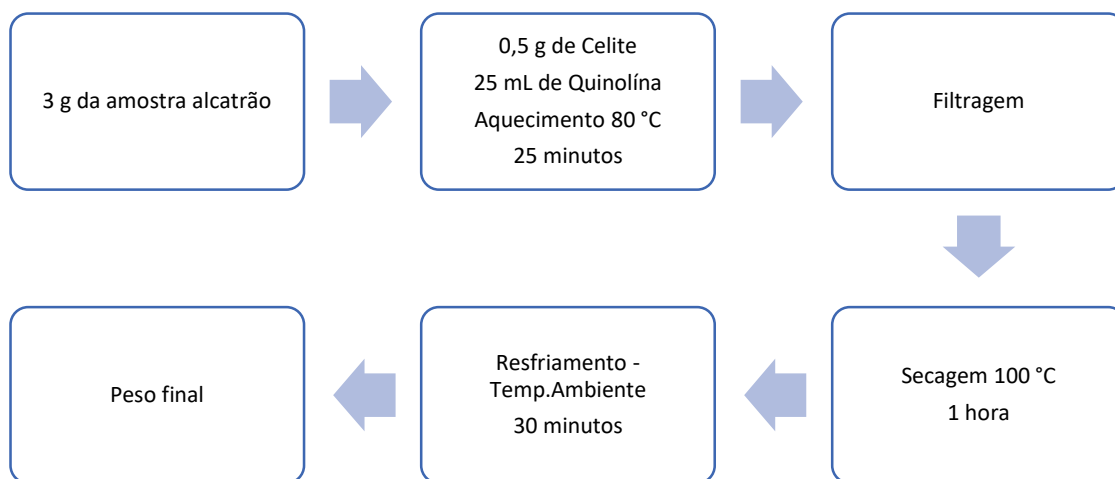 3 g da amostra alcatrão
0,5 g de Celite
25 mL de Quinolína
Aquecimento 80 °C
25 minutos
Filtragem
Secagem 100 °C
1 hora
Resfriamento -
Temp.Ambiente
30 minutos
Peso final